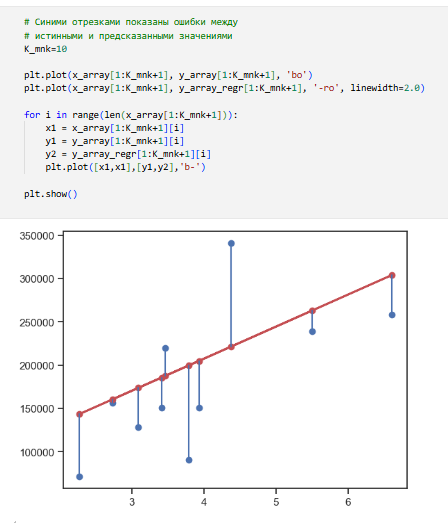 # Синими отрезками показаны ошибки между
# истинными и предсказанными значениями
K_mnk=10
plt.plot(x_array[1:K_mnk+1], y_array[1:K_mnk+1], 'bo')
plt.plot(x_array[1:K_mnk+1], y_array_regr[1:K_mnk+1], '-ro', linewidth=2.0)
for i in range(len(x_array[1:K_mnk+1])):
    x1 = x_array[1:K_mnk+1][i]
    y1 = y_array[1:K_mnk+1][i]
    y2 = y_array_regr[1:K_mnk+1][i]
    plt.plot([x1,x1],[y1,y2],'b-')
plt.show()
350000
300000
250000
200000
150000
100000
3 4 5 6